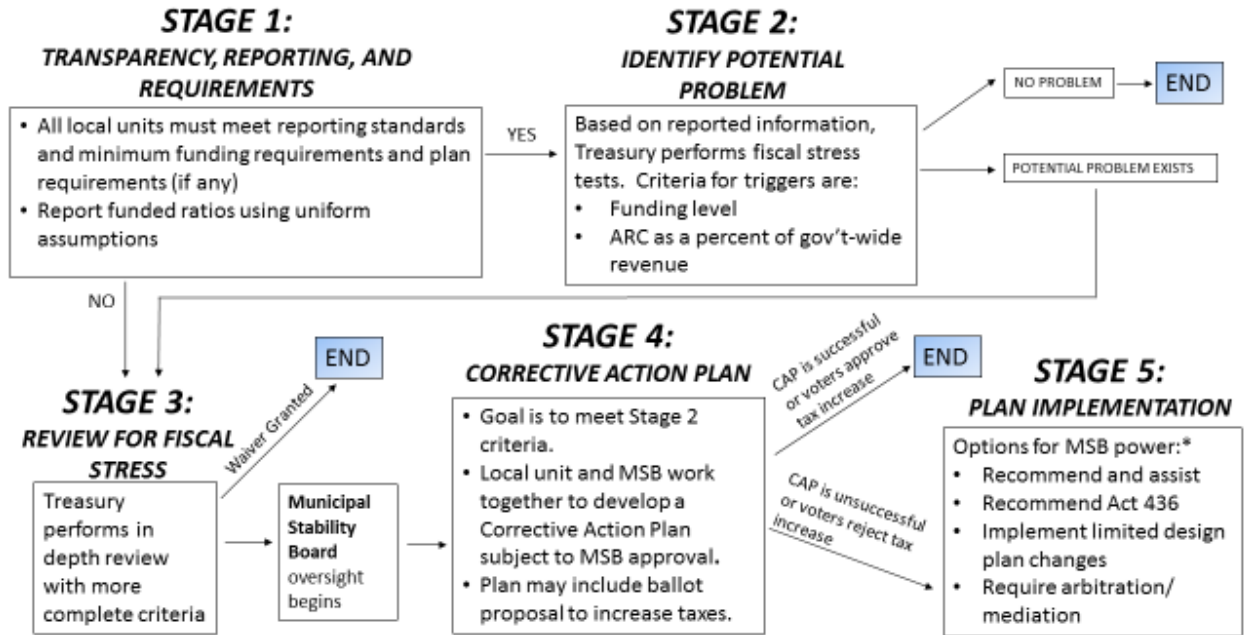 STAGE 1:
TRANSPARENCY, REPORTING, AND
REQUIREMENTS
• All local units must meet reporting standards
and minimum funding requirements and plan
requirements (if any)
• Report funded ratios using uniform
assumptions
YES
NO
STAGE 2:
IDENTIFY POTENTIAL
PROBLEM
Based on reported information,
Treasury performs fiscal stress
tests. Criteria for triggers are:
• Funding level
• ARC as a percent of gov't-wide
revenue
NO PROBLEM
END
POTENTIAL PROBLEM EXISTS
STAGE 3:
REVIEW FOR FISCAL
STRESS
Treasury
performs in
depth review
with more
complete criteria
Waiver Granted
END
Municipal
Stability
Board
oversight
begins
STAGE 4:
CORRECTIVE ACTION PLAN
• Goal is to meet Stage 2
criteria.
• Local unit and MSB work
together to develop a
Corrective Action Plan
subject to MSB approval.
• Plan may include ballot
proposal to increase taxes.
CAP is successful
or voters approve
tax increase
END
CAP is unsuccessful
or voters reject tax
increase
STAGE 5:
PLAN IMPLEMENTATION
Options for MSB power:*
• Recommend and assist
• Recommend Act 436
• Implement limited design
plan changes
• Require arbitration/
mediation